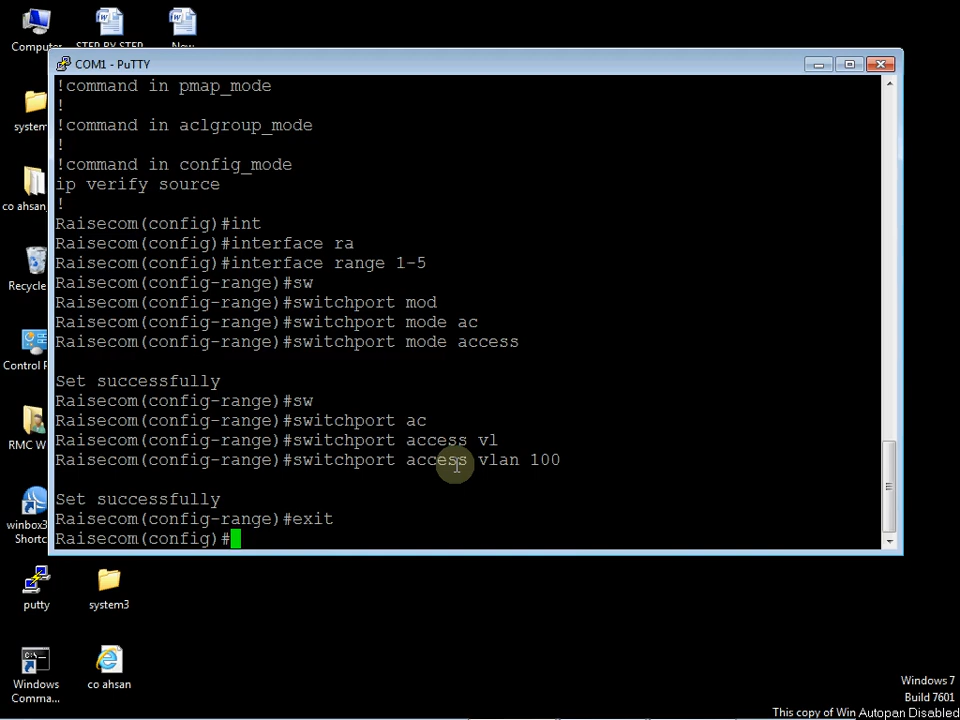 Computer
STEP BY STEP
New
COM1 - PuTTY
!command in pmap_mode
!
!command in aclgroup_mode
!
!command in config_mode
ip verify source
!
Raisecom(config)#int
Raisecom(config)#interface ra
Raisecom(config)#interface range 1-5
Raisecom(config-range)#sw
Raisecom(config-range)#switchport mod
Raisecom(config-range)#switchport mode ac
Raisecom(config-range)#switchport mode access
Set successfully
Raisecom(config-range)#sw
Raisecom(config-range)#switchport ac
Raisecom(config-range)#switchport access vl
Raisecom(config-range)#switchport access vlan 100
Set successfully
Raisecom(config-range)#exit
Raisecom(config)#
system
co ahsan
Recycle
Control P
RMC W
winbox3
Shortc
putty
system3
Windows
Comma...
co ahsan
Windows 7
Build 7601
This copy of Win Autopan Disabled